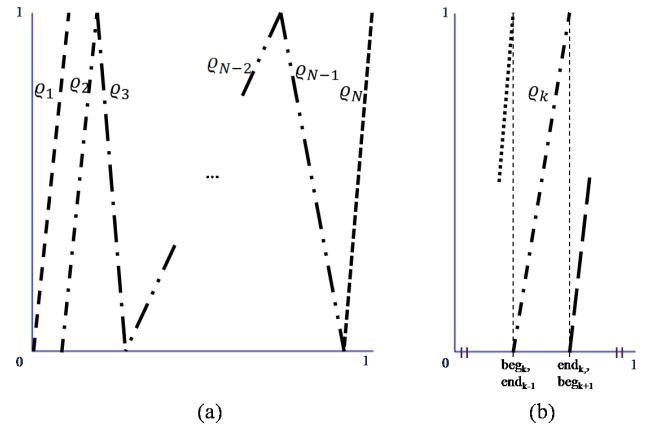 1
ϱ1
ϱ2
ϱ3
ϱN−2
ϱN−1
ϱN
...
0
1
(a)
1
ϱk
0
begk,
endk-1
endk,,
begk+1
1
(b)